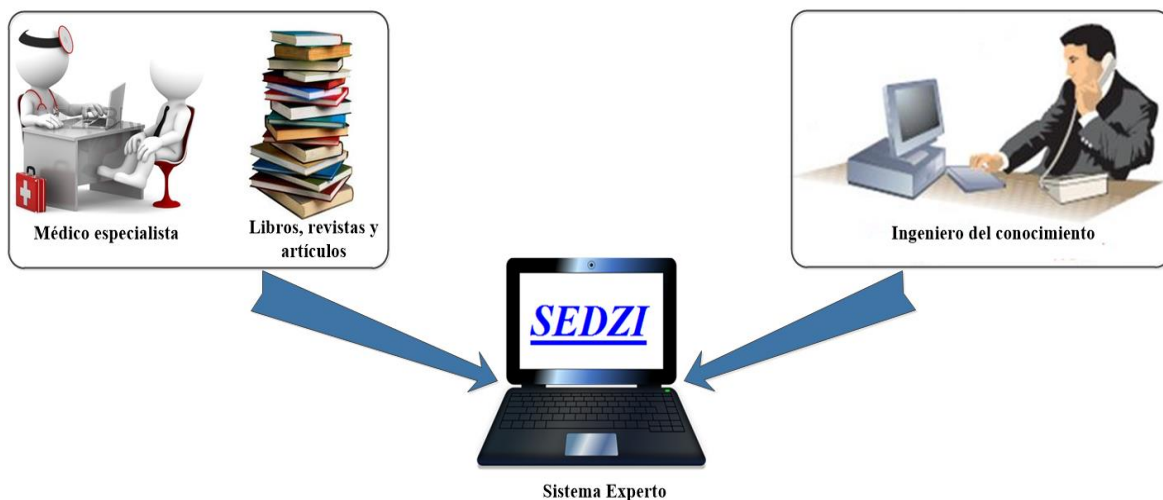 Médico especialista
Libros, revistas y
artículos
Ingeniero del conocimiento
SEDZI
Sistema Experto